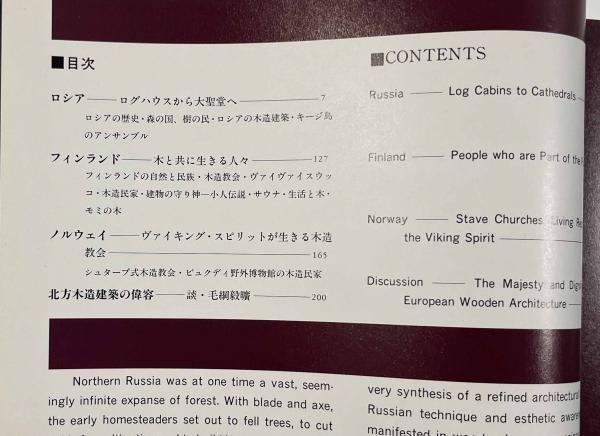 ■目次
ロシア——ログハウスから大聖堂へ——7
ロシアの歴史・森の国、樹の民・ロシアの木造建築・キージ島
のアンサンブル
フィンランド——木と共に生きる人々——127
フィンランドの自然と民族・木造教会・ヴァイヴァイスウッ
コ・木造民家・建物の守り神—小人伝説・サウナ・生活と木・
モミの木
ノルウェイ——ヴァイキング・スピリットが生きる木造
教会——165
シュターブ式木造教会・ビュクディ野外博物館の木造民家
北方木造建築の偉容——談・毛綱毅曠——200
■CONTENTS
Russia —— Log Cabins to Cathedrals——
Finland —— People who are Part of the
Norway —— Stave Churches, Living
the Viking Spirit——
Discussion —— The Majesty and
European Wooden Architecture——
Northern Russia was at one time a vast, seem-
ingly infinite expanse of forest. With blade and axe,
the early homesteaders set out to fell trees, to cut
very synthesis of a refined architectural
Russian technique and esthetic
manifested in